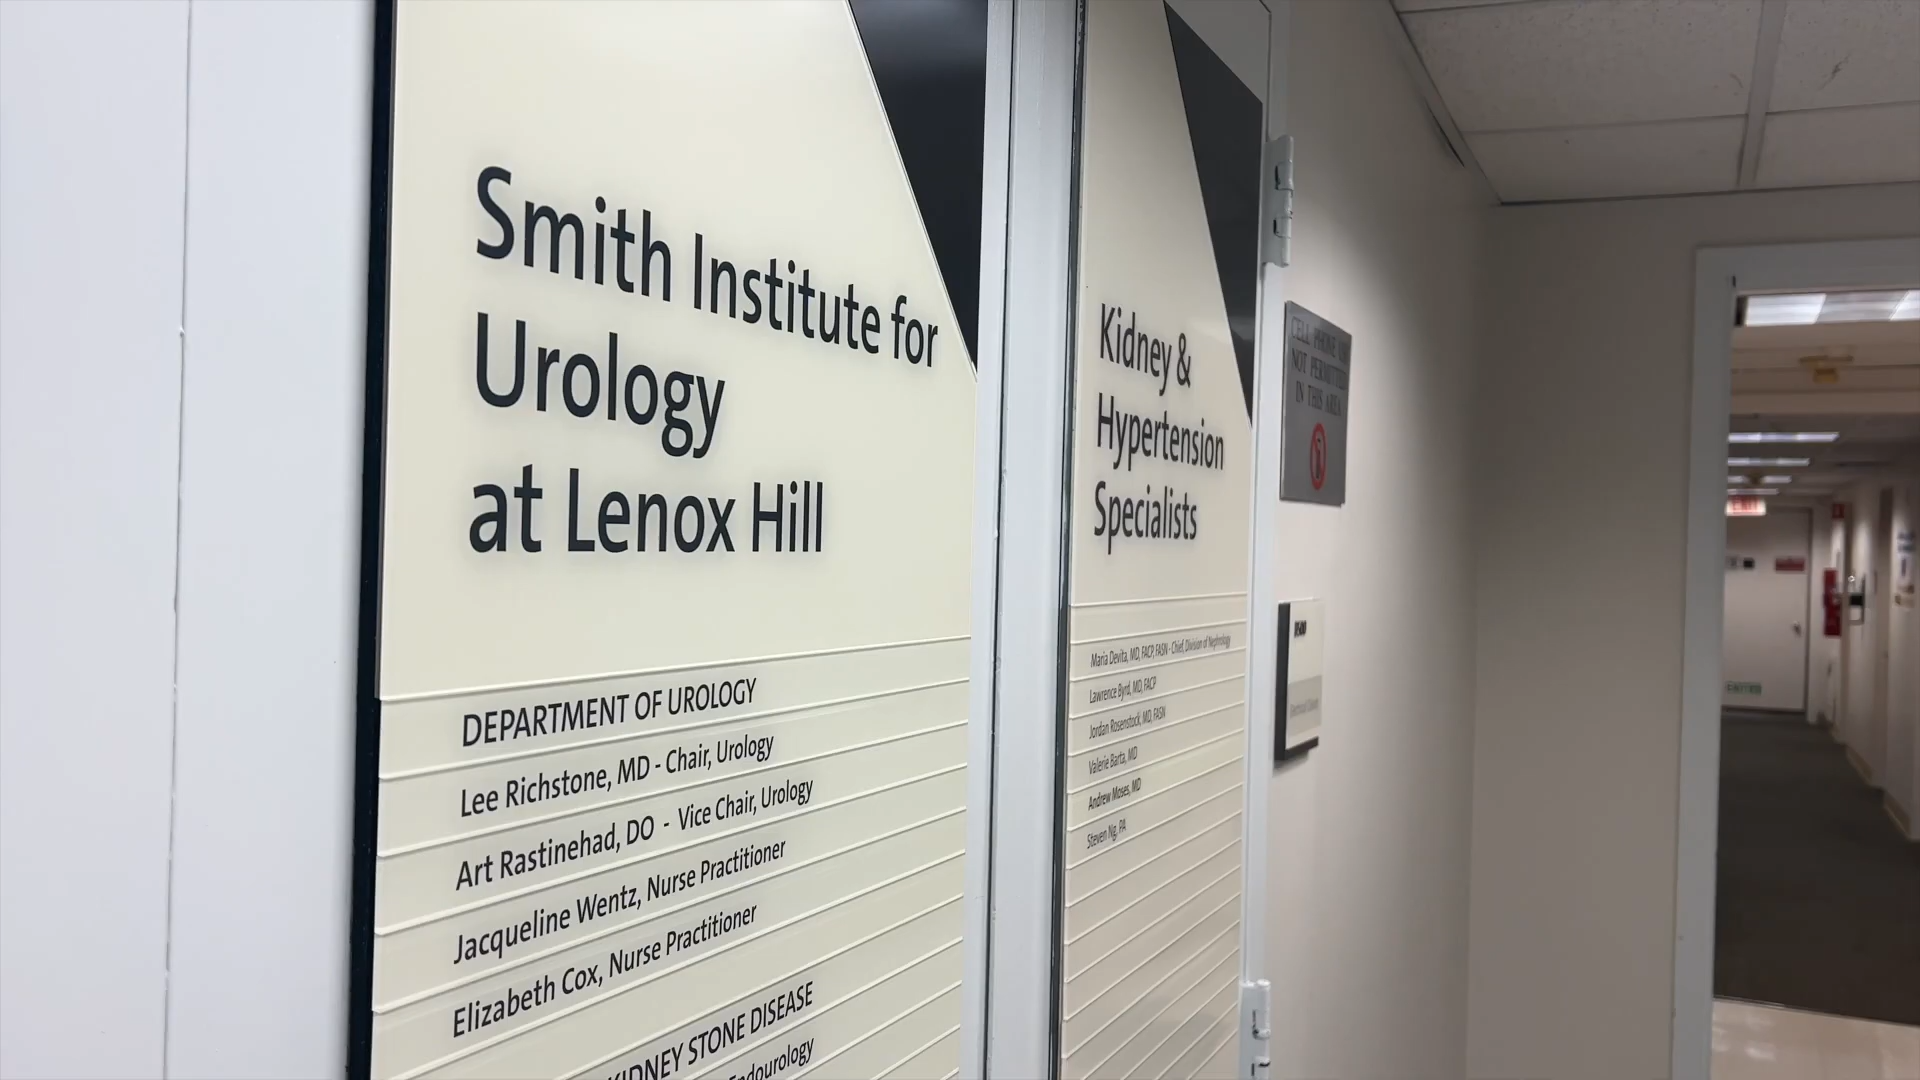 Smith Institute for
Urology
at Lenox Hill
DEPARTMENT OF UROLOGY
Lee Richstone, MD - Chair, Urology
Art Rastinehad, DO - Vice Chair, Urology
Jacqueline Wentz, Nurse Practitioner
Elizabeth Cox, Nurse Practitioner
KIDNEY STONE DISEASE
Endourology
Kidney &
Hypertension
Specialists
Maria Devita, MD, FACP, FASN - Chief, Division of Nephrology
Lawrence Byrd, MD, FACP
Jordan Rosenstock, MD, FASN
Valerie Barta, MD
Andrew Moses, MD
Steven Ng, PA
CELL PHONE USE
NOT PERMITTED
IN THIS AREA
EXIT